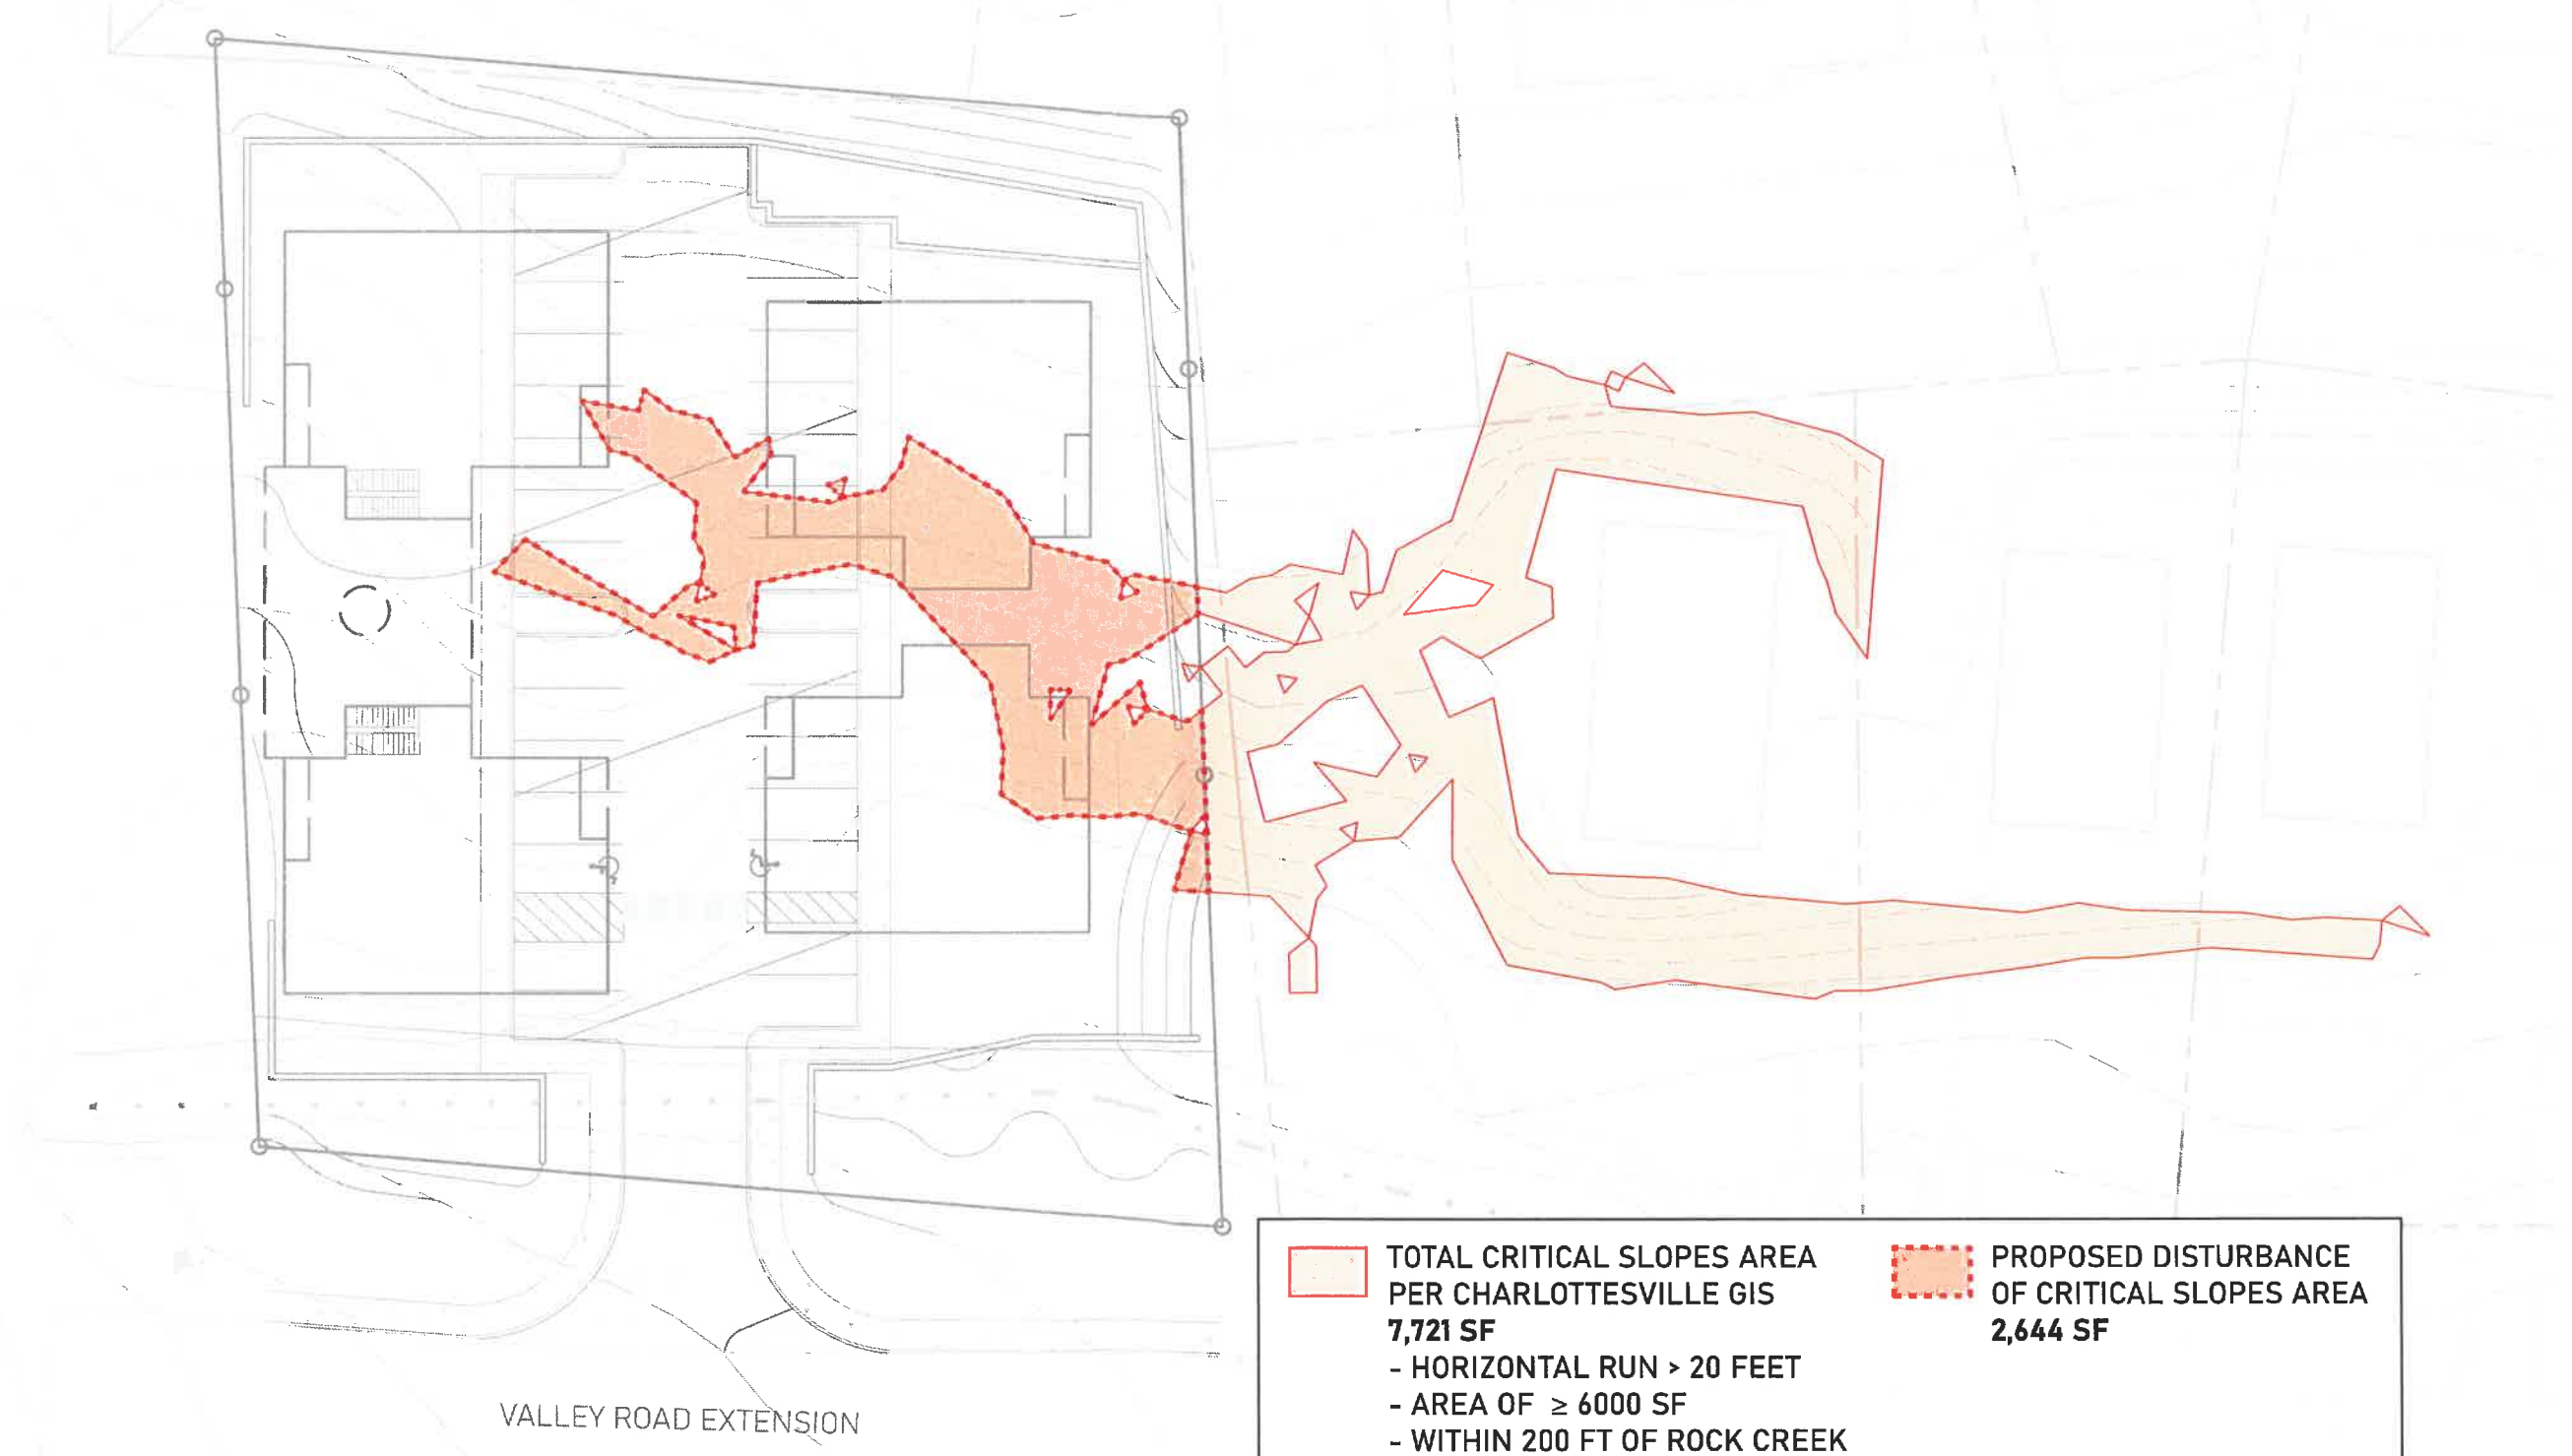 TOTAL CRITICAL SLOPES AREA
PER CHARLOTTESVILLE GIS
7,721 SF
- HORIZONTAL RUN > 20 FEET
- AREA OF ≥ 6000 SF
- WITHIN 200 FT OF ROCK CREEK
PROPOSED DISTURBANCE
OF CRITICAL SLOPES AREA
2,644 SF
VALLEY ROAD EXTENSION